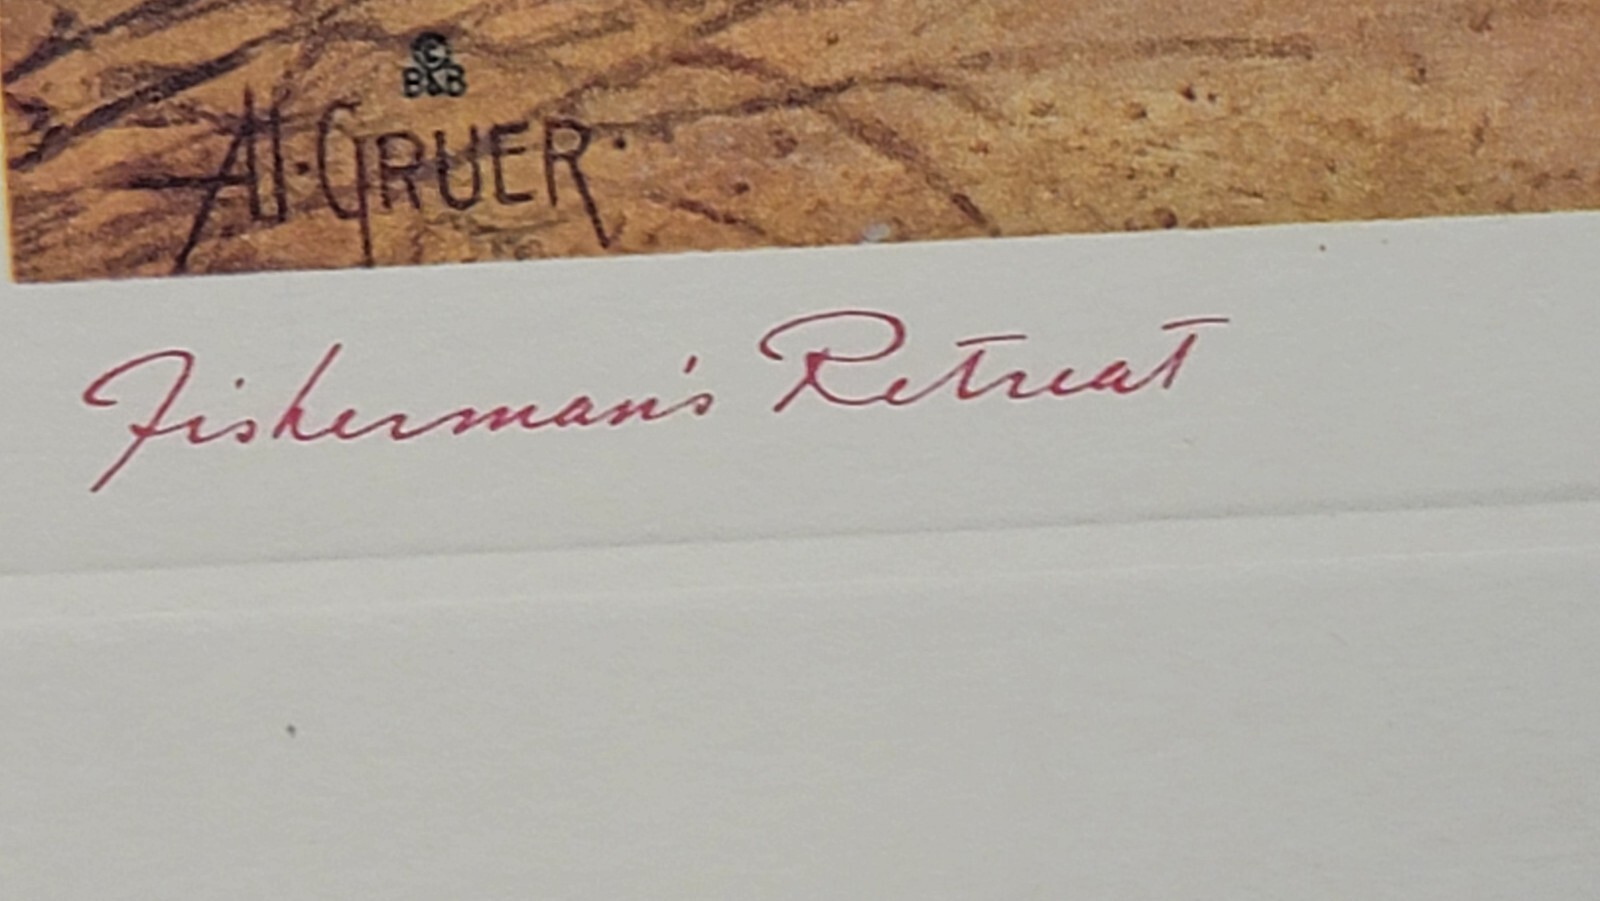 ©
B&B
Al·GRUER·
Fisherman's Retreat